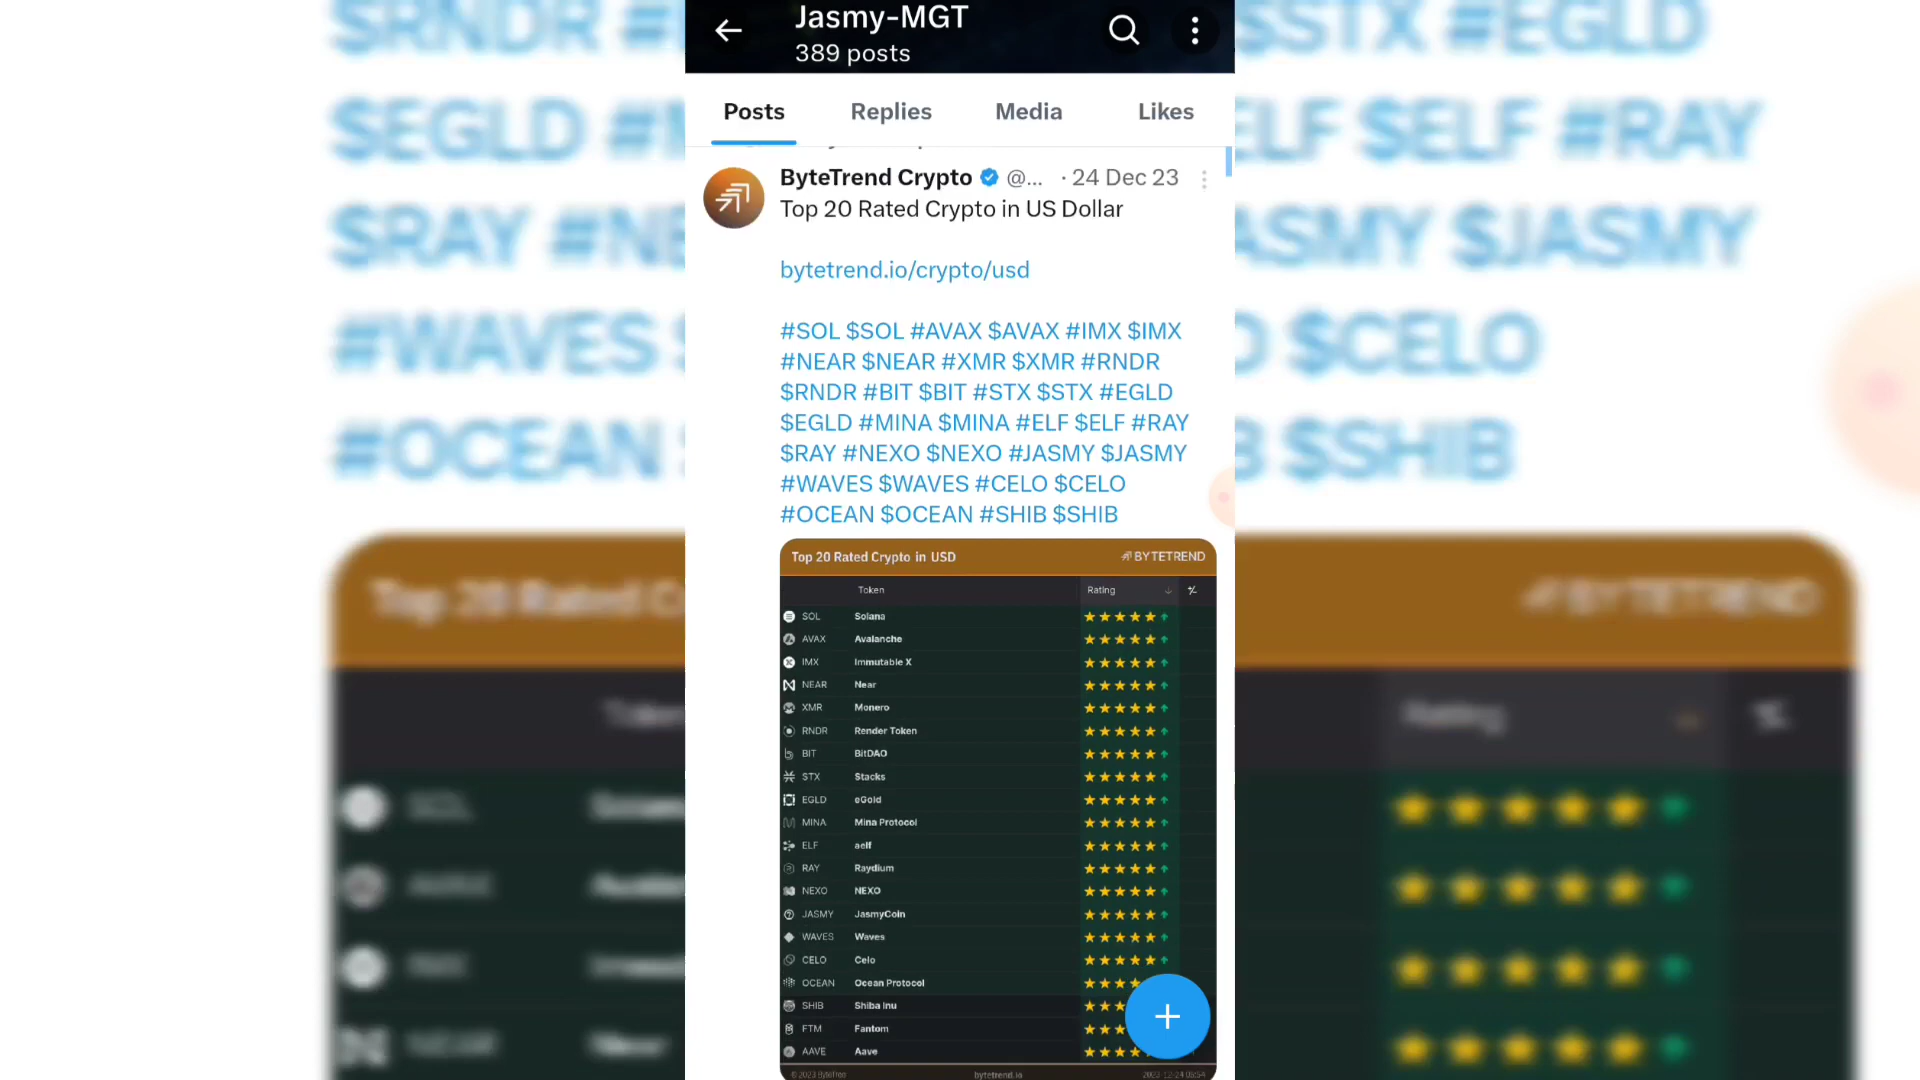 Jasmy-MGT
389 posts
Posts Replies Media Likes
ByteTrend Crypto @... · 24 Dec 23
Top 20 Rated Crypto in US Dollar
bytetrend.io/crypto/usd
#SOL $SOL #AVAX $AVAX #IMX $IMX
#NEAR $NEAR #XMR $XMR #RNDR
$RNDR #BIT $BIT #STX $STX #EGLD
$EGLD #MINA $MINA #ELF $ELF #RAY
$RAY #NEXO $NEXO #JASMY $JASMY
#WAVES $WAVES #CELO $CELO
#OCEAN $OCEAN #SHIB $SHIB
Top 20 Rated Crypto in USD BYTETREND
Token Rating
SOL Solana
AVAX Avalanche
IMX Immutable X
NEAR Near
XMR Monero
RNDR Render Token
BIT BitDAO
STX Stacks
EGLD eGold
MINA Mina Protocol
ELF aelf
RAY Raydium
NEXO NEXO
JASMY JasmyCoin
WAVES Waves
CELO Celo
OCEAN Ocean Protocol
SHIB Shiba Inu
FTM Fantom
AAVE Aave
© 2023 ByteTree bytetrend.io